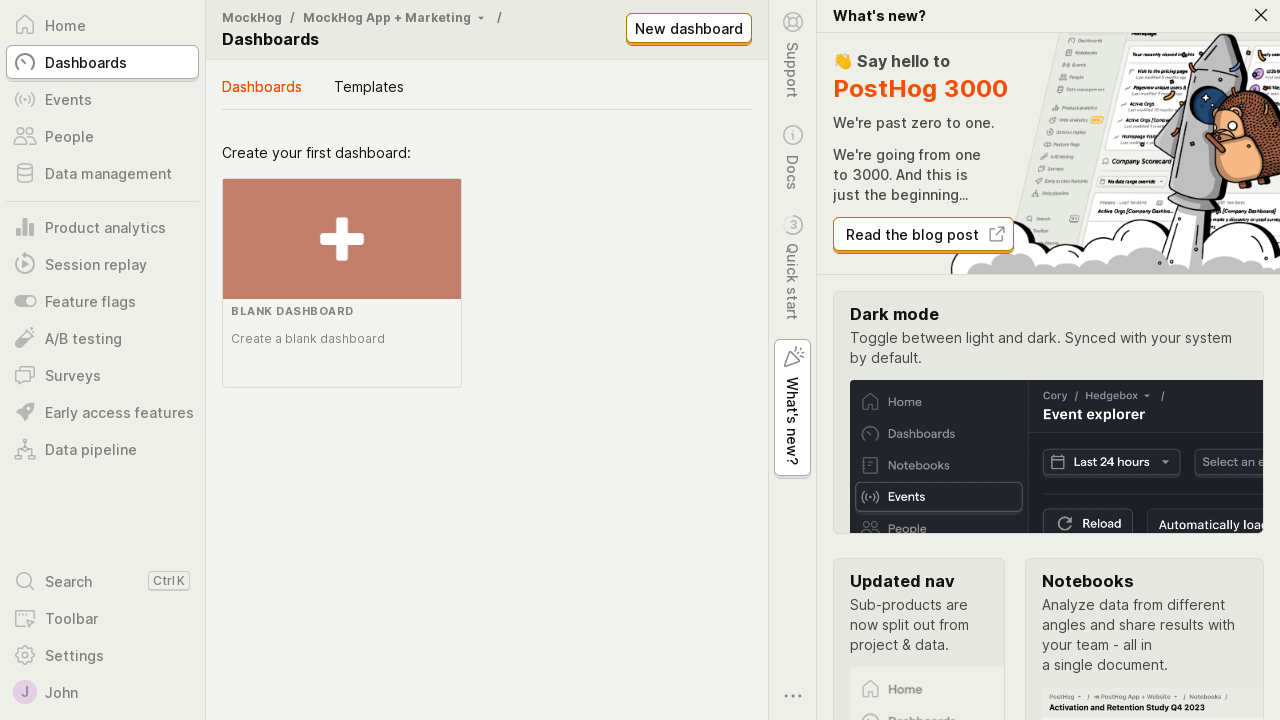 Home
Dashboards
Events
People
Data management
Product analytics
Session replay
Feature flags
A/B testing
Surveys
Early access features
Data pipeline
Search
Ctrl K
Toolbar
Settings
J
John
MockHog / MockHog App + Marketing /
Dashboards
New dashboard
Dashboards
Templates
Create your first dashboard:
BLANK DASHBOARD
Create a blank dashboard
Support
Docs
3
Quick start
What's new?
What's new?
👋 Say hello to
PostHog 3000
We're past zero to one.
We're going from one
to 3000. And this is
just the beginning...
Read the blog post
Dark mode
Toggle between light and dark. Synced with your system
by default.
Home
Dashboards
Notebooks
Events
People
Cory / Hedgebox /
Event explorer
Last 24 hours
Select an e
Reload
Automatically load
Updated nav
Sub-products are
now split out from
project & data.
Home
Dashboards
Notebooks
Analyze data from different
angles and share results with
your team - all in
a single document.
PostHog / PostHog App + Website / Notebooks /
Activation and Retention Study Q4 2023